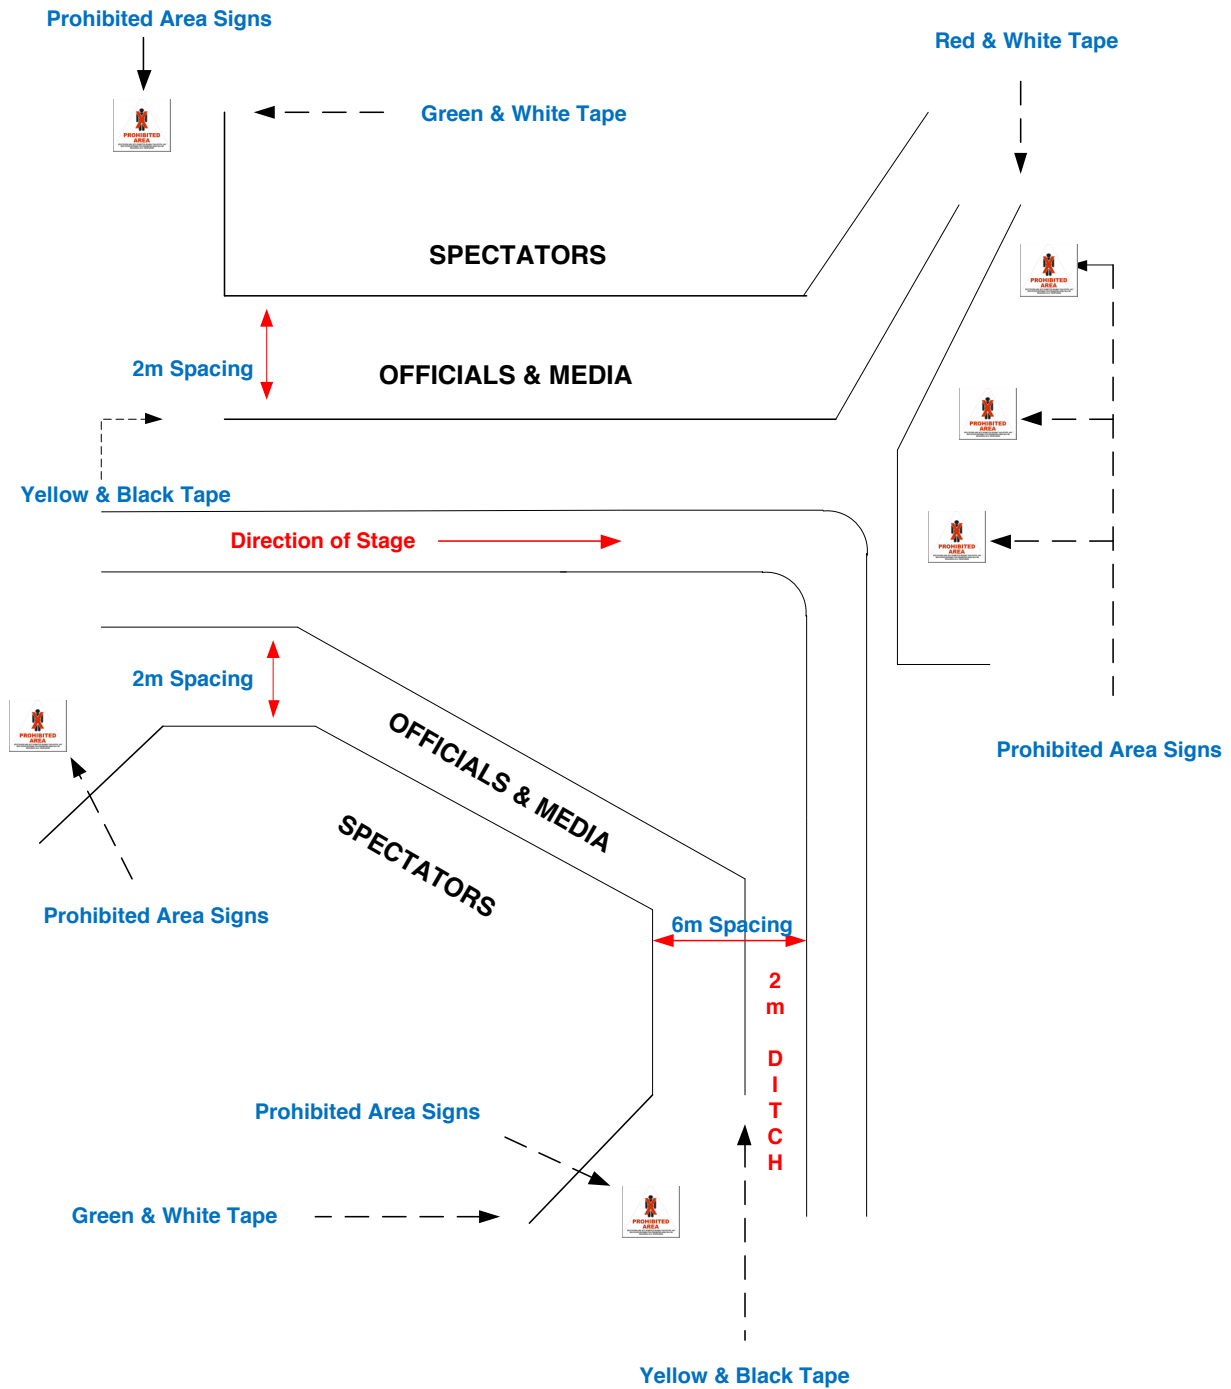 Prohibited Area Signs
Red & White Tape
Green & White Tape
PROHIBITED
AREA
SPECTATORS
PROHIBITED
AREA
2m Spacing
OFFICIALS & MEDIA
PROHIBITED
AREA
Yellow & Black Tape
Direction of Stage
PROHIBITED
AREA
2m Spacing
PROHIBITED
AREA
OFFICIALS & MEDIA
Prohibited Area Signs
SPECTATORS
Prohibited Area Signs
6m Spacing
2
m
D
I
T
C
H
Prohibited Area Signs
Green & White Tape
PROHIBITED
AREA
Yellow & Black Tape